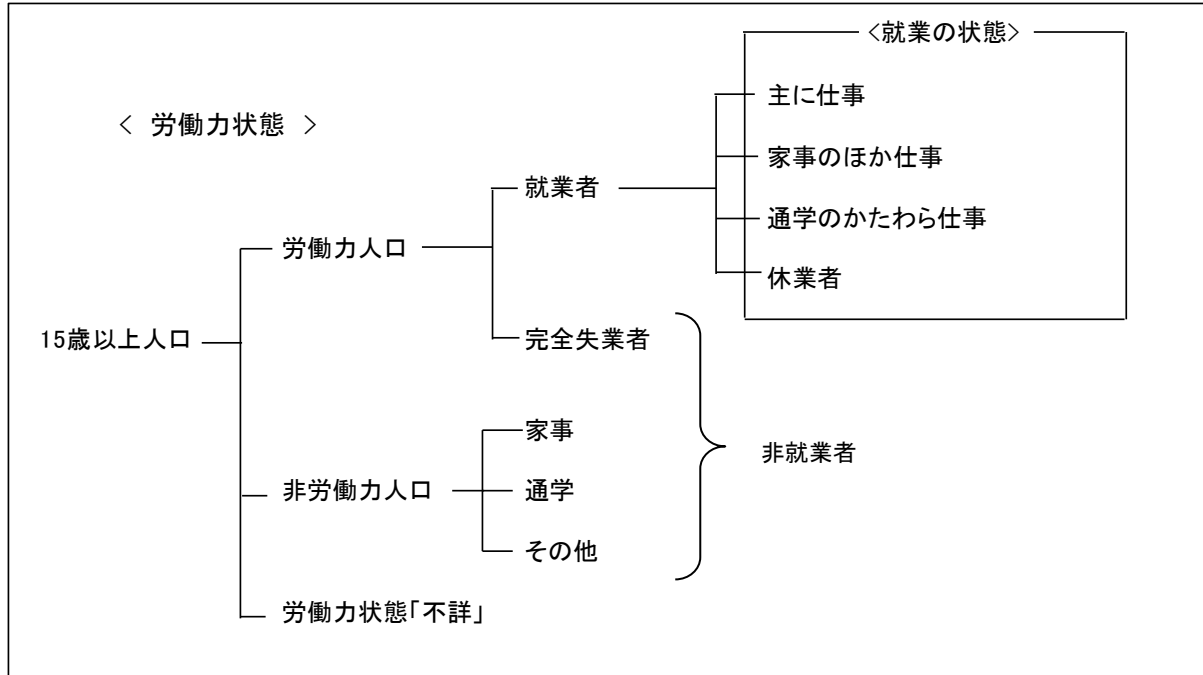 <就業の状態>
主に仕事
< 労働力状態 >
家事のほか仕事
就業者
通学のかたわら仕事
労働力人口
休業者
15歳以上人口
完全失業者
家事
非就業者
非労働力人口
通学
その他
労働力状態「不詳」